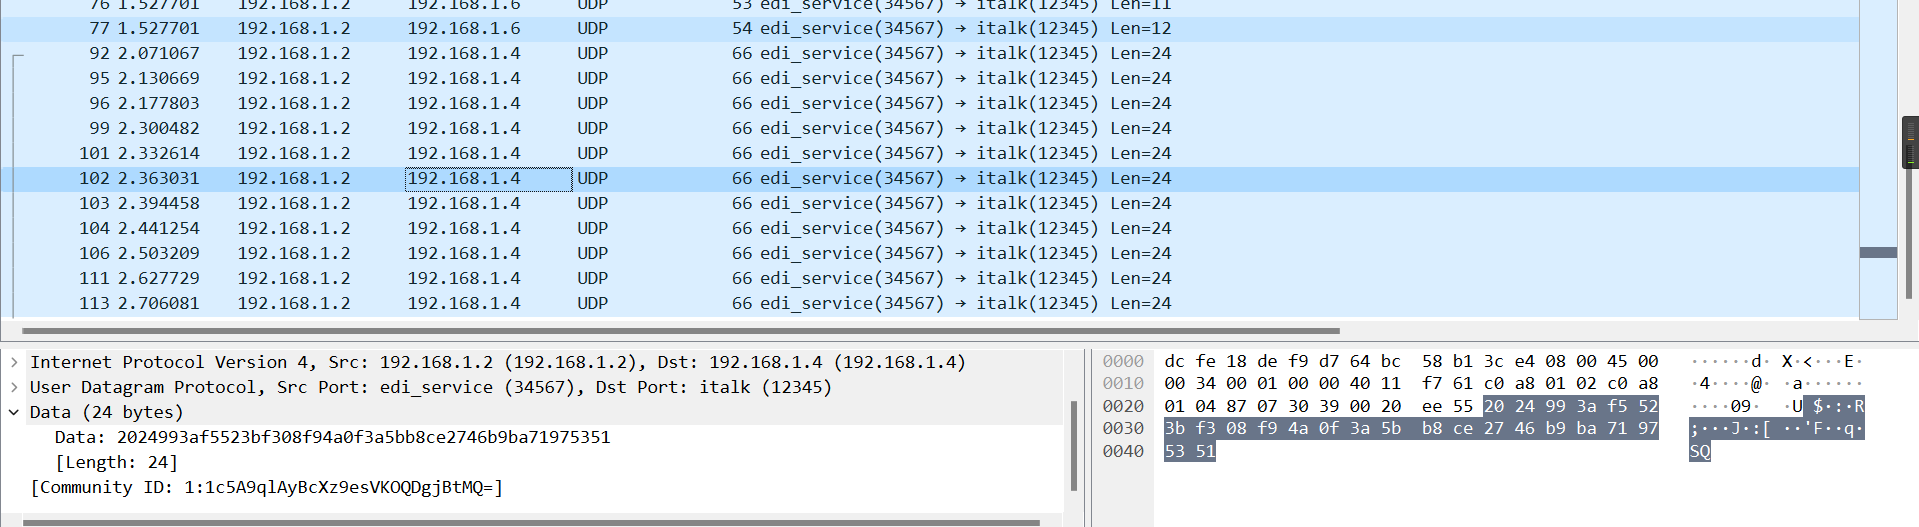 76 1.527701 192.168.1.2 192.168.1.6 UDP 53 edi_service(34567) → italk(12345) Len=11
77 1.527701 192.168.1.2 192.168.1.6 UDP 54 edi_service(34567) → italk(12345) Len=12
92 2.071067 192.168.1.2 192.168.1.4 UDP 66 edi_service(34567) → italk(12345) Len=24
95 2.130669 192.168.1.2 192.168.1.4 UDP 66 edi_service(34567) → italk(12345) Len=24
96 2.177803 192.168.1.2 192.168.1.4 UDP 66 edi_service(34567) → italk(12345) Len=24
99 2.300482 192.168.1.2 192.168.1.4 UDP 66 edi_service(34567) → italk(12345) Len=24
101 2.332614 192.168.1.2 192.168.1.4 UDP 66 edi_service(34567) → italk(12345) Len=24
102 2.363031 192.168.1.2 192.168.1.4 UDP 66 edi_service(34567) → italk(12345) Len=24
103 2.394458 192.168.1.2 192.168.1.4 UDP 66 edi_service(34567) → italk(12345) Len=24
104 2.441254 192.168.1.2 192.168.1.4 UDP 66 edi_service(34567) → italk(12345) Len=24
106 2.503209 192.168.1.2 192.168.1.4 UDP 66 edi_service(34567) → italk(12345) Len=24
111 2.627729 192.168.1.2 192.168.1.4 UDP 66 edi_service(34567) → italk(12345) Len=24
113 2.706081 192.168.1.2 192.168.1.4 UDP 66 edi_service(34567) → italk(12345) Len=24
Internet Protocol Version 4, Src: 192.168.1.2 (192.168.1.2), Dst: 192.168.1.4 (192.168.1.4)
User Datagram Protocol, Src Port: edi_service (34567), Dst Port: italk (12345)
Data (24 bytes)
Data: 2024993af5523bf308f94a0f3a5bb8ce2746b9ba71975351
[Length: 24]
[Community ID: 1:1c5A9qlAyBcXz9esVKOQDgjBtMQ=]
0000 dc fe 18 de f9 d7 64 bc 58 b1 3c e4 08 00 45 00 ······d· X·<···E·
0010 00 34 00 01 00 00 40 11 f7 61 c0 a8 01 02 c0 a8 ·4····@· ·a······
0020 01 04 87 07 30 39 00 20 ee 55 20 24 99 3a f5 52 ····09·  ·U $·:·R
0030 3b f3 08 f9 4a 0f 3a 5b b8 ce 27 46 b9 ba 71 97 ;···J·:[ ··'F··q·
0040 53 51 SQ